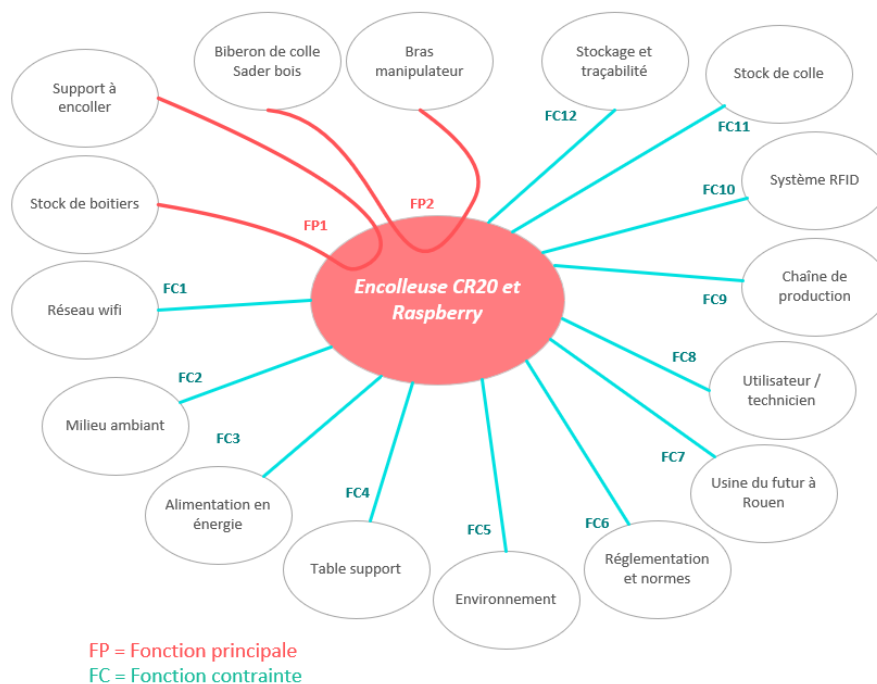 Biberon de colle
Sader bois
Bras
manipulateur
Stockage et
traçabilité
Stock de colle
Support à
encoller
FC12
FC11
Système RFID
FC10
Stock de boitiers
FP1
FP2
Encolleuse CR20 et
Raspberry
Chaîne de
production
FC9
FC1
Réseau wifi
FC8
Utilisateur /
technicien
FC2
Milieu ambiant
FC3
FC7
Usine du futur à
Rouen
Alimentation en
énergie
FC4
FC5
FC6
Table support
Environnement
Réglementation
et normes
FP = Fonction principale
FC = Fonction contrainte